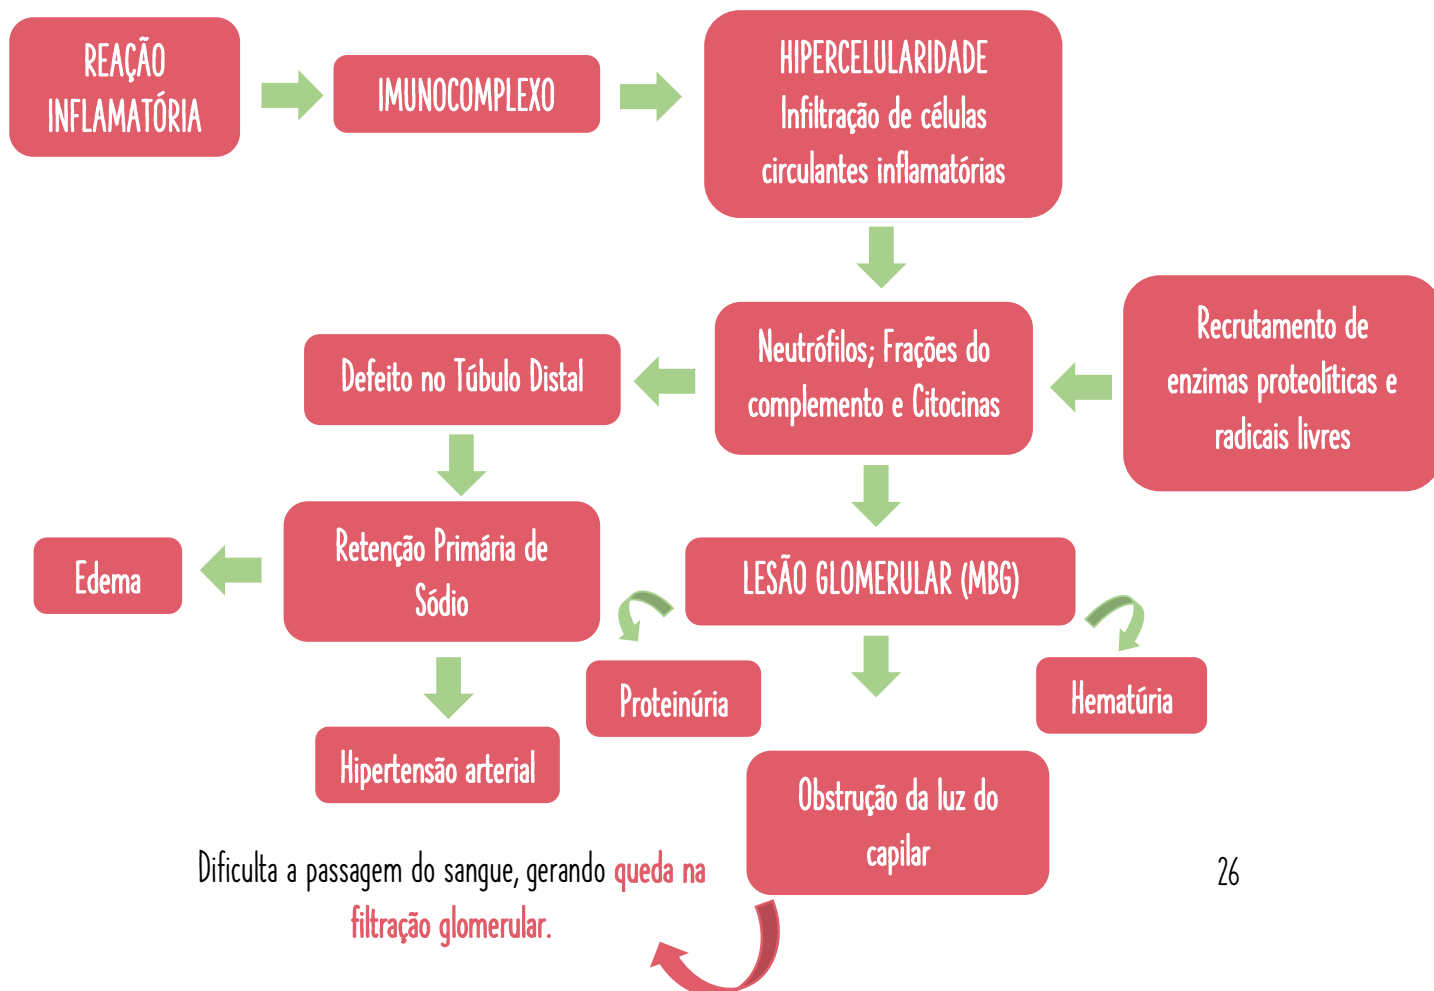 REAÇÃO
INFLAMATÓRIA
IMUNOCOMPLEXO
HIPERCELULARIDADE
Infiltração de células
circulantes inflamatórias
Defeito no Túbulo Distal
Neutrófilos; Frações do
complemento e Citocinas
Recrutamento de
enzimas proteolíticas e
radicais livres
Edema
Retenção Primária de
Sódio
LESÃO GLOMERULAR (MBG)
Proteinúria
Hematúria
Hipertensão arterial
Obstrução da luz do
capilar
Dificulta a passagem do sangue, gerando queda na
filtração glomerular.
26